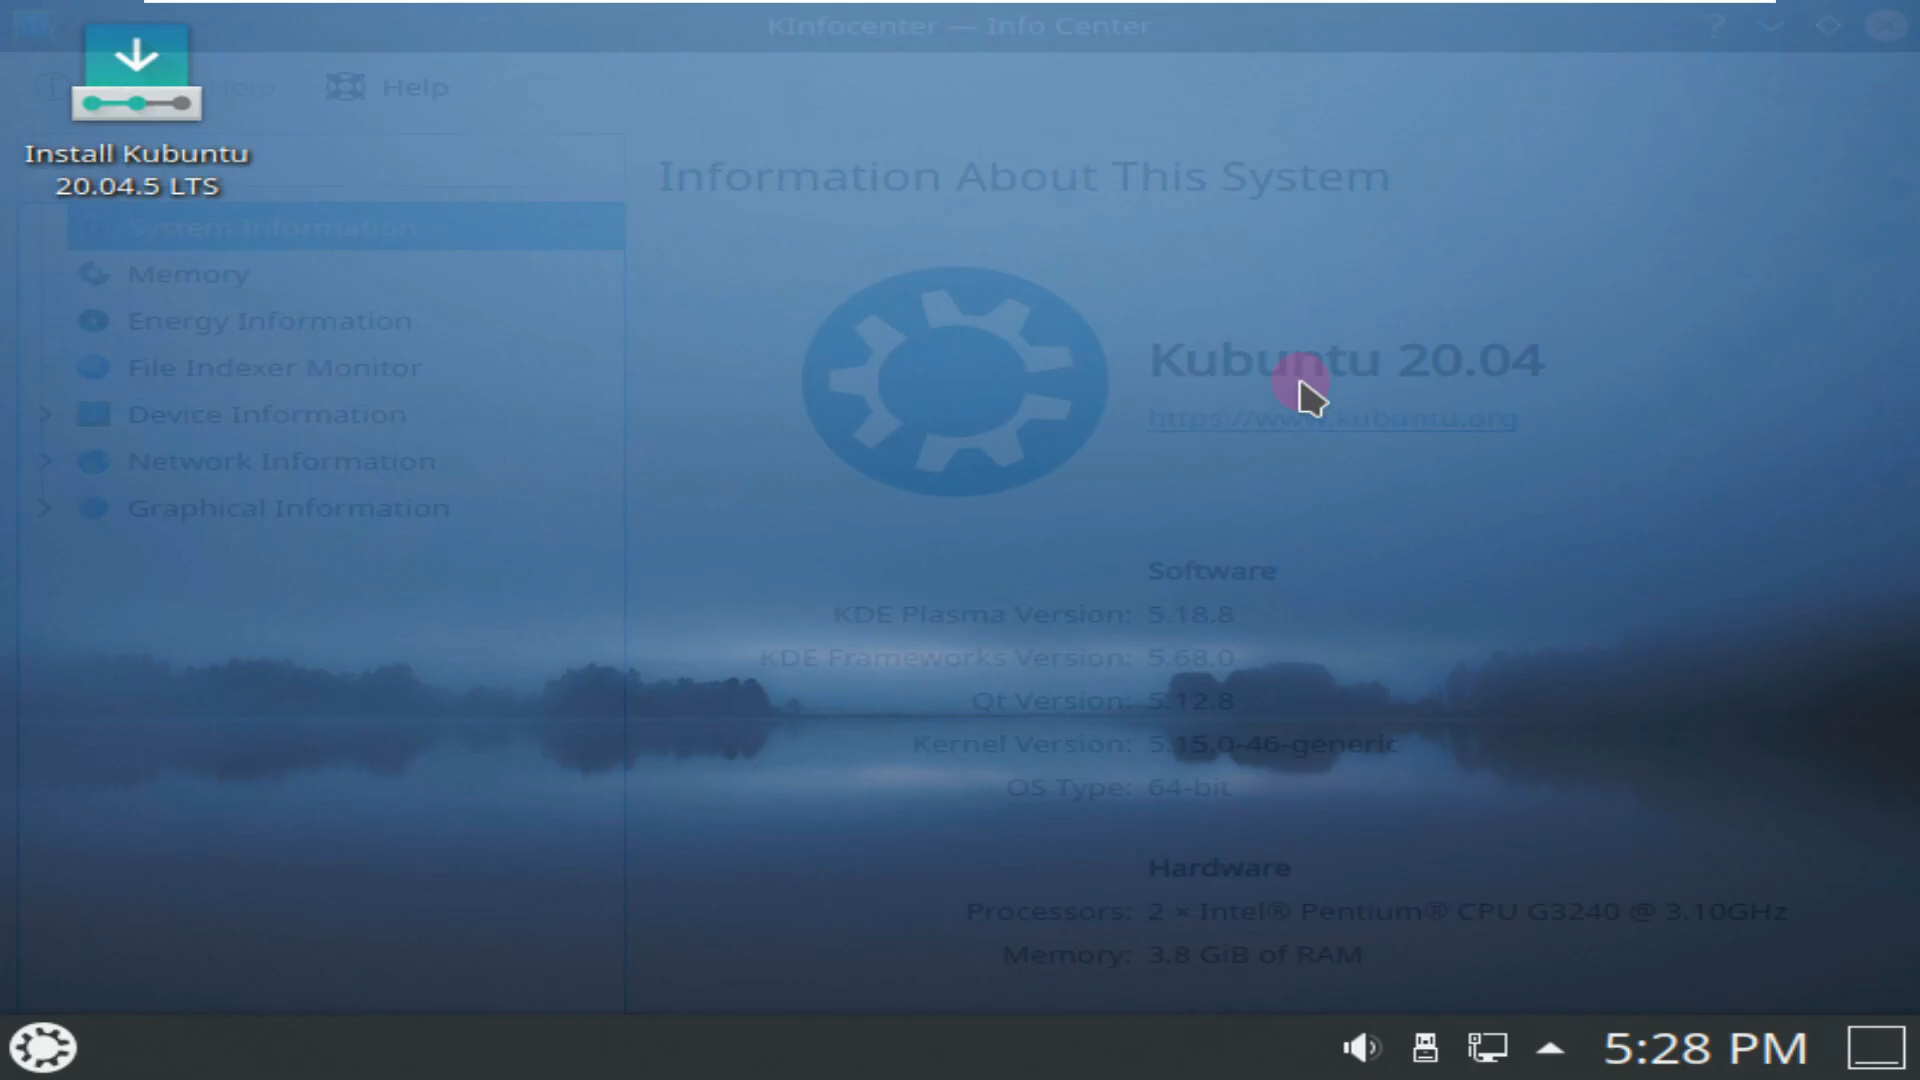 KInfocenter — Info Center
Help
Help
Install Kubuntu
20.04.5 LTS
Information About This System
System Information
Memory
Energy Information
File Indexer Monitor
Device Information
Network Information
Graphical Information
Kubuntu 20.04
https://www.kubuntu.org
Software
KDE Plasma Version: 5.18.8
KDE Frameworks Version: 5.68.0
Qt Version: 5.12.8
Kernel Version: 5.15.0-46-generic
OS Type: 64-bit
Hardware
Processors: 2 × Intel® Pentium® CPU G3240 @ 3.10GHz
Memory: 3.8 GiB of RAM
5:28 PM